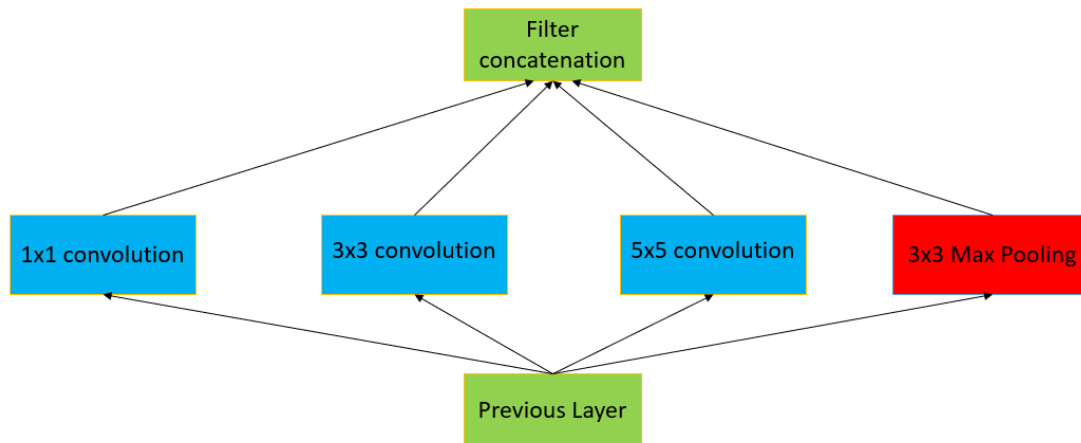 Filter
concatenation
1x1 convolution
3x3 convolution
5x5 convolution
3x3 Max Pooling
Previous Layer